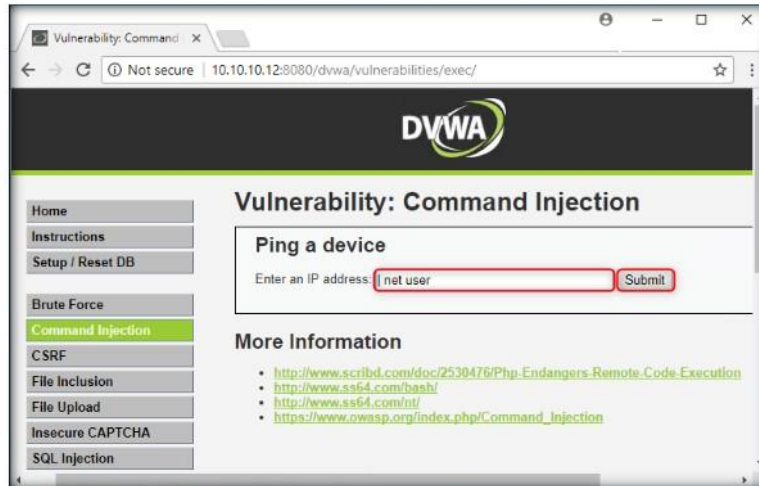 Vulnerability: Command
Not secure | 10.10.10.12:8080/dvwa/vulnerabilities/exec/
DVWA
Home
Instructions
Setup / Reset DB
Brute Force
Command Injection
CSRF
File Inclusion
File Upload
Insecure CAPTCHA
SQL Injection
Vulnerability: Command Injection
Ping a device
Enter an IP address: | net user Submit
More Information
http://www.scribd.com/doc/2530476/Php-Endangers-Remote-Code-Execution
http://www.ss64.com/bash/
http://www.ss64.com/nt/
https://www.owasp.org/index.php/Command_Injection